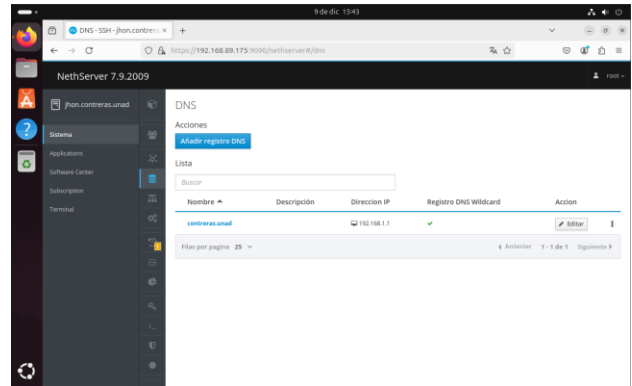 9 de dic 15:43
DNS - SSH - jhon.contreras
https://192.168.89.175:9090/nethserver#/dns
NethServer 7.9.2009
root
jhon.contreras.unad
Sistema
Applications
Software Center
Subscription
Terminal
DNS
Acciones
Añadir registro DNS
Lista
Buscar
Nombre Descripción Direccion IP Registro DNS Wildcard Accion
contreras.unad 192.168.1.1 Editar
Filas por pagina 25 Anterior 1 - 1 de 1 Siguiente